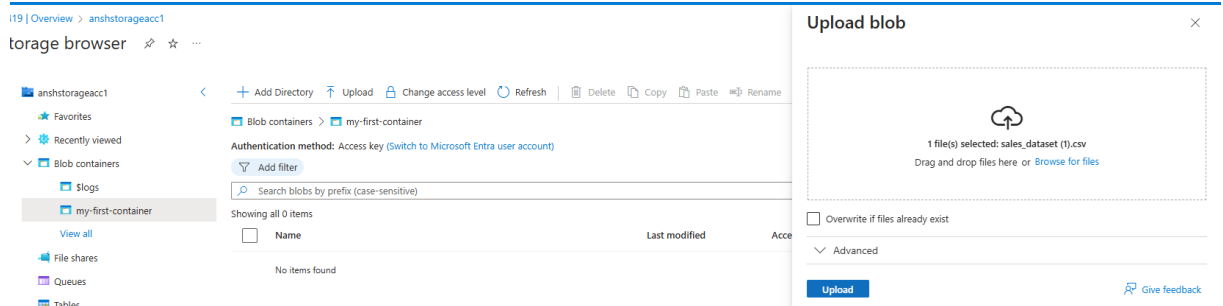 419 | Overview > anshstorageacc1
torage browser ...
anshstorageacc1
Favorites
Recently viewed
Blob containers
$logs
my-first-container
View all
File shares
Queues
Tables
Add Directory Upload Change access level Refresh Delete Copy Paste Rename
Blob containers > my-first-container
Authentication method: Access key (Switch to Microsoft Entra user account)
Add filter
Search blobs by prefix (case-sensitive)
Showing all 0 items
Name Last modified Acce
No items found
Upload blob
1 file(s) selected: sales_dataset (1).csv
Drag and drop files here or Browse for files
Overwrite if files already exist
Advanced
Upload Give feedback